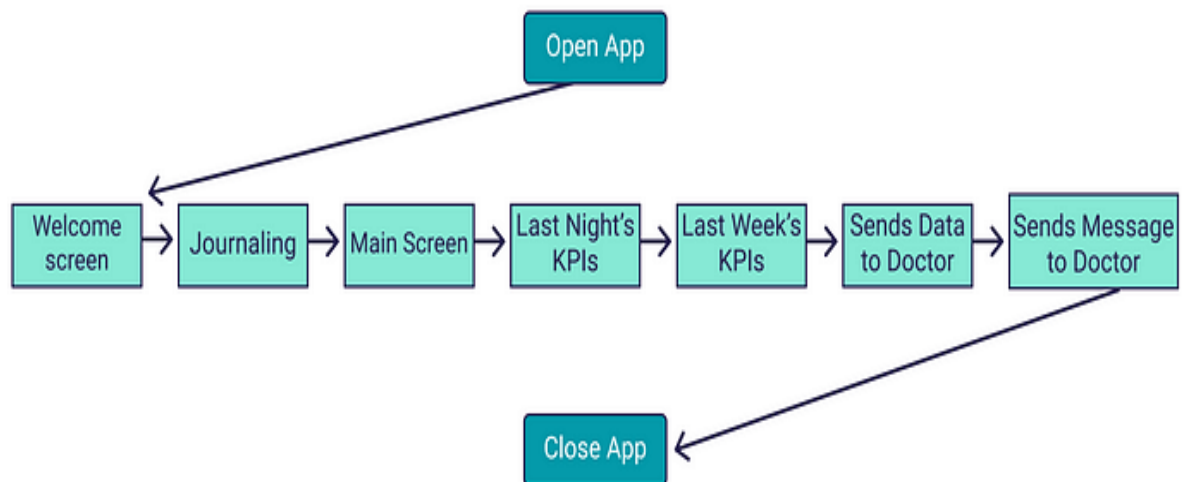 Open App
Welcome
screen
Journaling
Main Screen
Last Night's
KPIs
Last Week's
KPIs
Sends Data
to Doctor
Sends Message
to Doctor
Close App